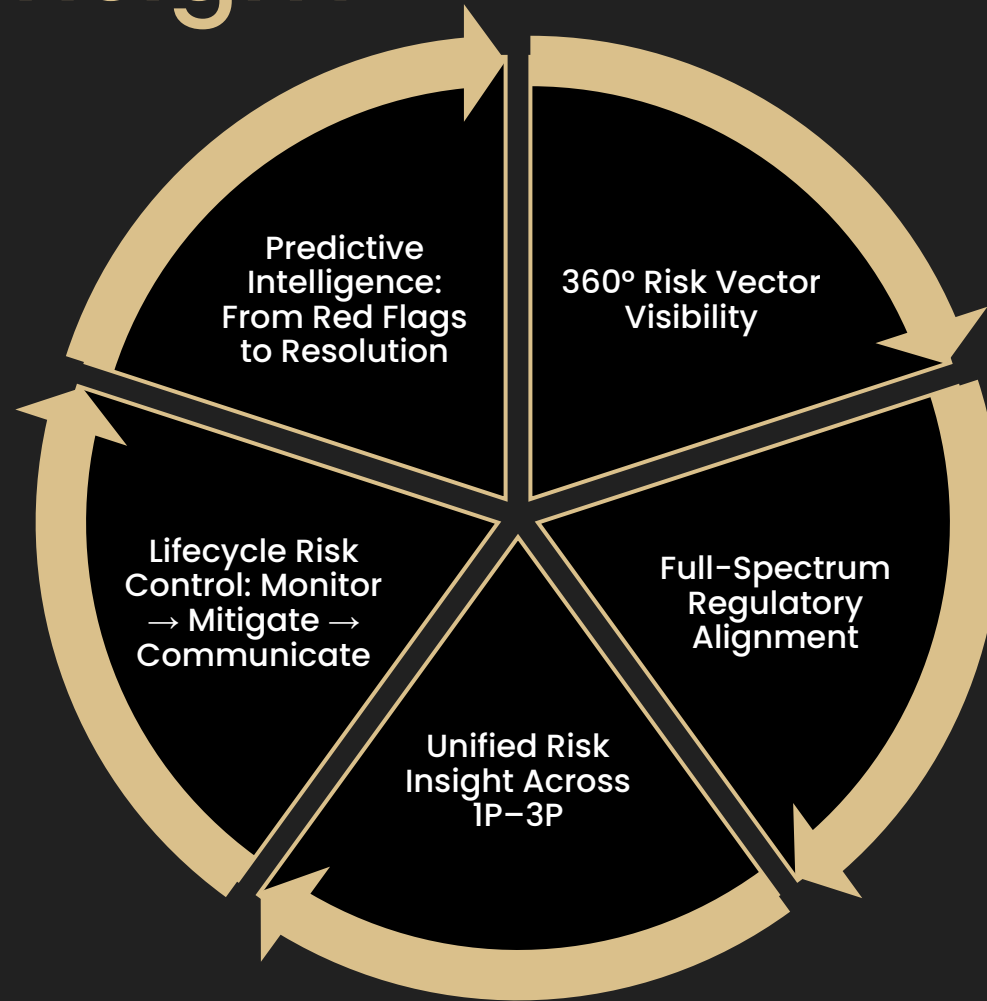 Predictive
Intelligence:
From Red Flags
to Resolution
360° Risk Vector
Visibility
Full-Spectrum
Regulatory
Alignment
Unified Risk
Insight Across
1P–3P
Lifecycle Risk
Control: Monitor
→ Mitigate →
Communicate